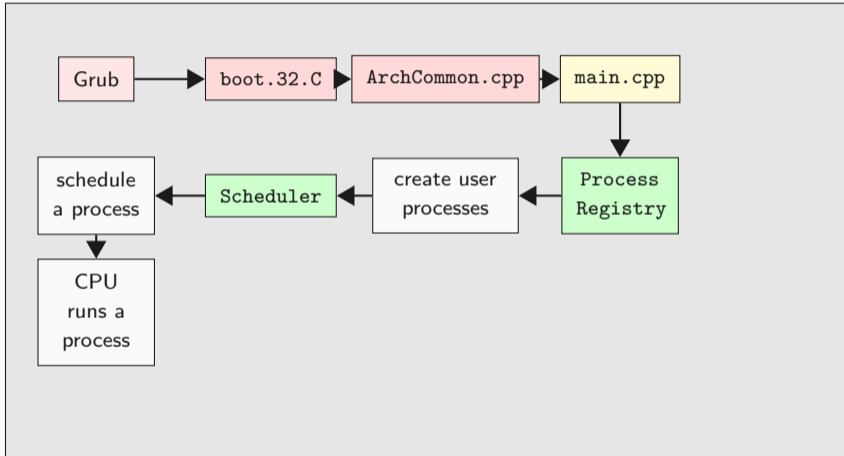 Grub
boot.32.C
ArchCommon.cpp
main.cpp
schedule
a process
Scheduler
create user
processes
Process
Registry
CPU
runs a
process